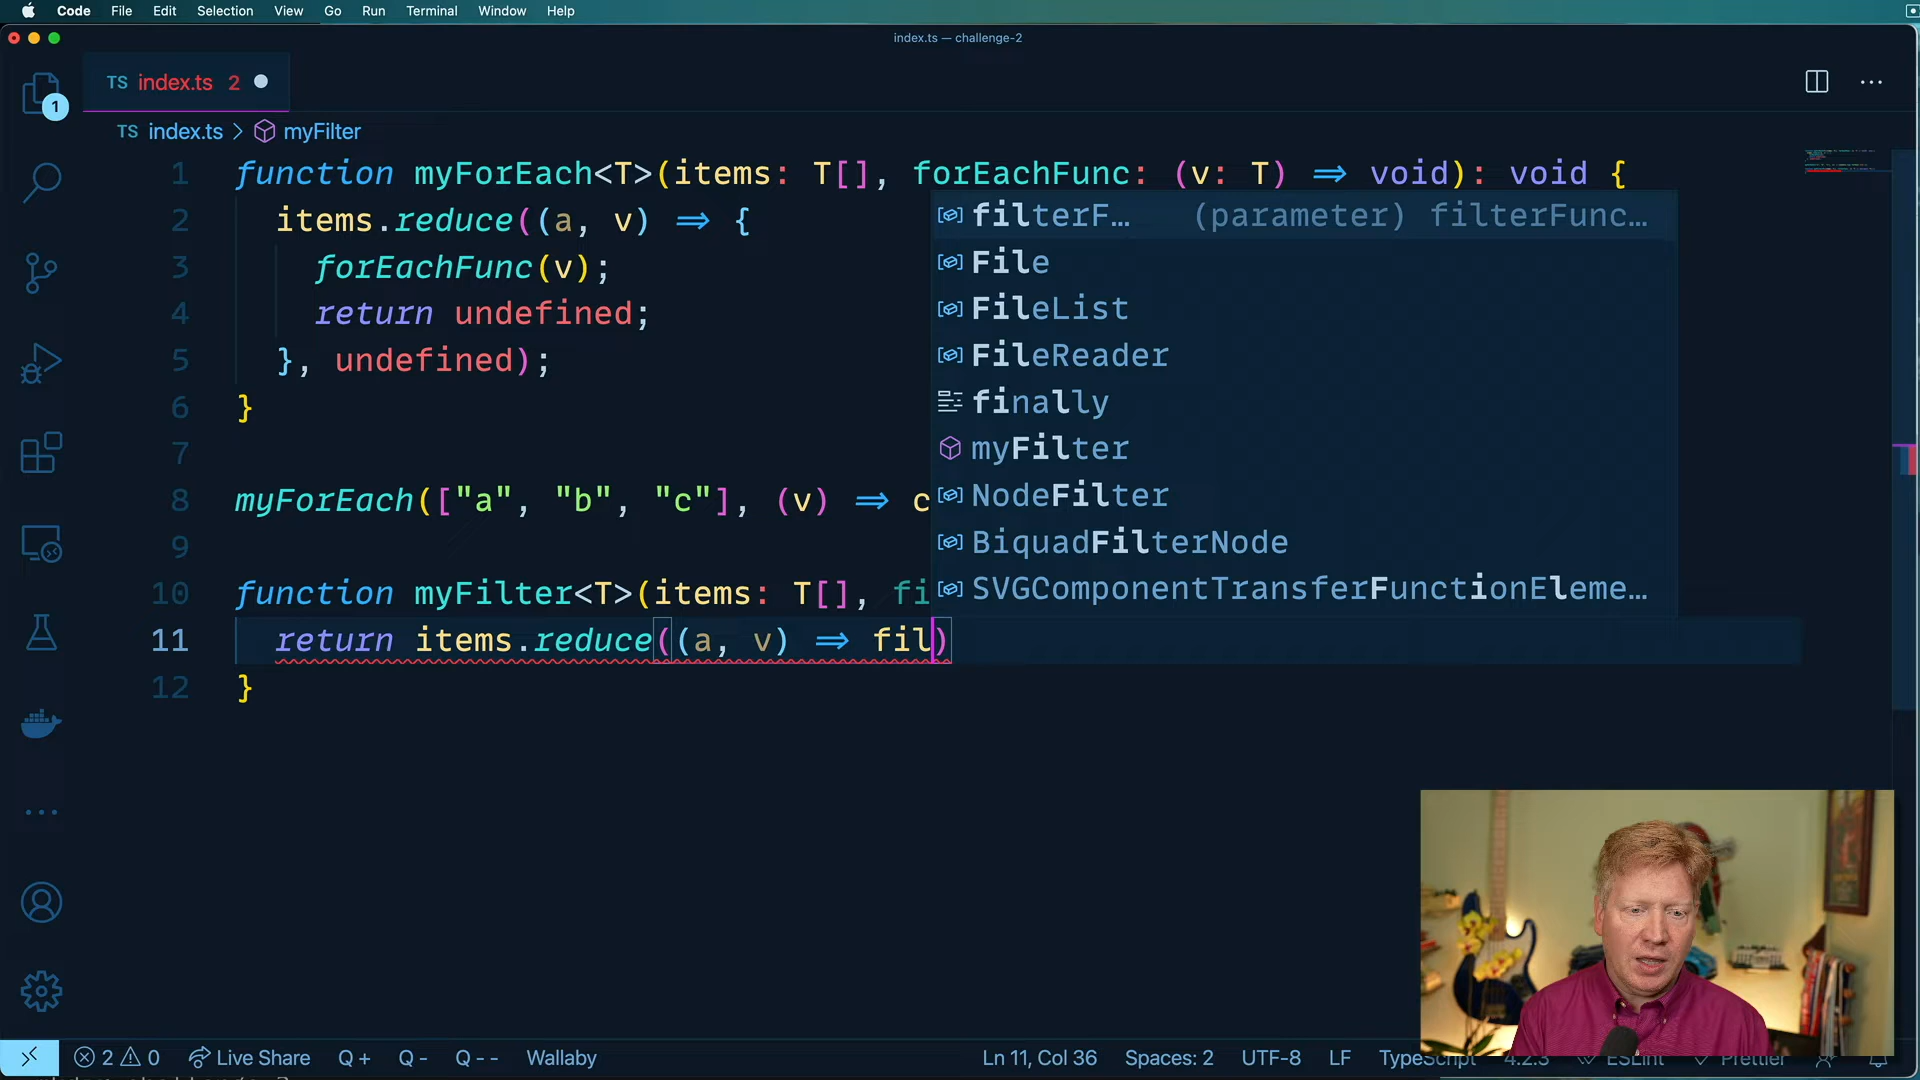 Code File Edit Selection View Go Run Terminal Window Help
index.ts — challenge-2
TS index.ts 2
1
TS index.ts > myFilter
1 function myForEach<T>(items: T[], forEachFunc: (v: T) ⇒ void): void {
2 items.reduce((a, v) ⇒ {
3 forEachFunc(v);
4 return undefined;
5 }, undefined);
6 }
7
8 myForEach(["a", "b", "c"], (v) ⇒ c
9
10 function myFilter<T>(items: T[], fi
11 return items.reduce((a, v) ⇒ fil)
12 }
filterF… (parameter) filterFunc…
File
FileList
FileReader
finally
myFilter
NodeFilter
BiquadFilterNode
SVGComponentTransferFunctionEleme…
2 0 Live Share Q + Q - Q - - Wallaby Ln 11, Col 36 Spaces: 2 UTF-8 LF TypeScript 4.2.3 ESLint Prettier